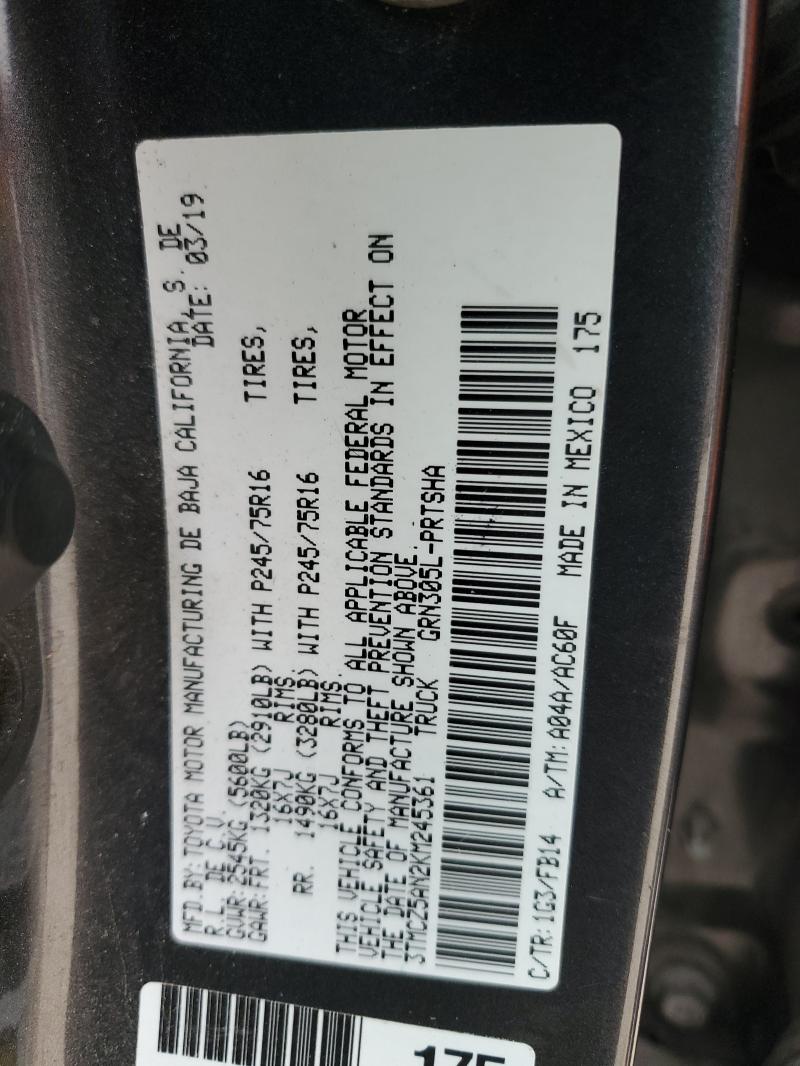 MFD.BY: TOYOTA MOTOR MANUFACTURING DE BAJA CALIFORNIA, S. DE
R.L. DE C.V. DATE: 03/19
GVWR: 2545KG (5600LB)
GAWR:FRT. 1320KG (2910LB) WITH P245/75R16 TIRES,
16X7J RIMS.
RR. 1490KG (3280LB) WITH P245/75R16 TIRES,
16X7J RIMS.
THIS VEHICLE CONFORMS TO ALL APPLICABLE FEDERAL MOTOR
VEHICLE SAFETY AND THEFT PREVENTION STANDARDS IN EFFECT ON
THE DATE OF MANUFACTURE SHOWN ABOVE.
3TMCZ5AN2KM245361 TRUCK GRN305L-PRTSHA
C/TR: 1G3/FB14 A/TM: A04A/AC60F MADE IN MEXICO 175
175